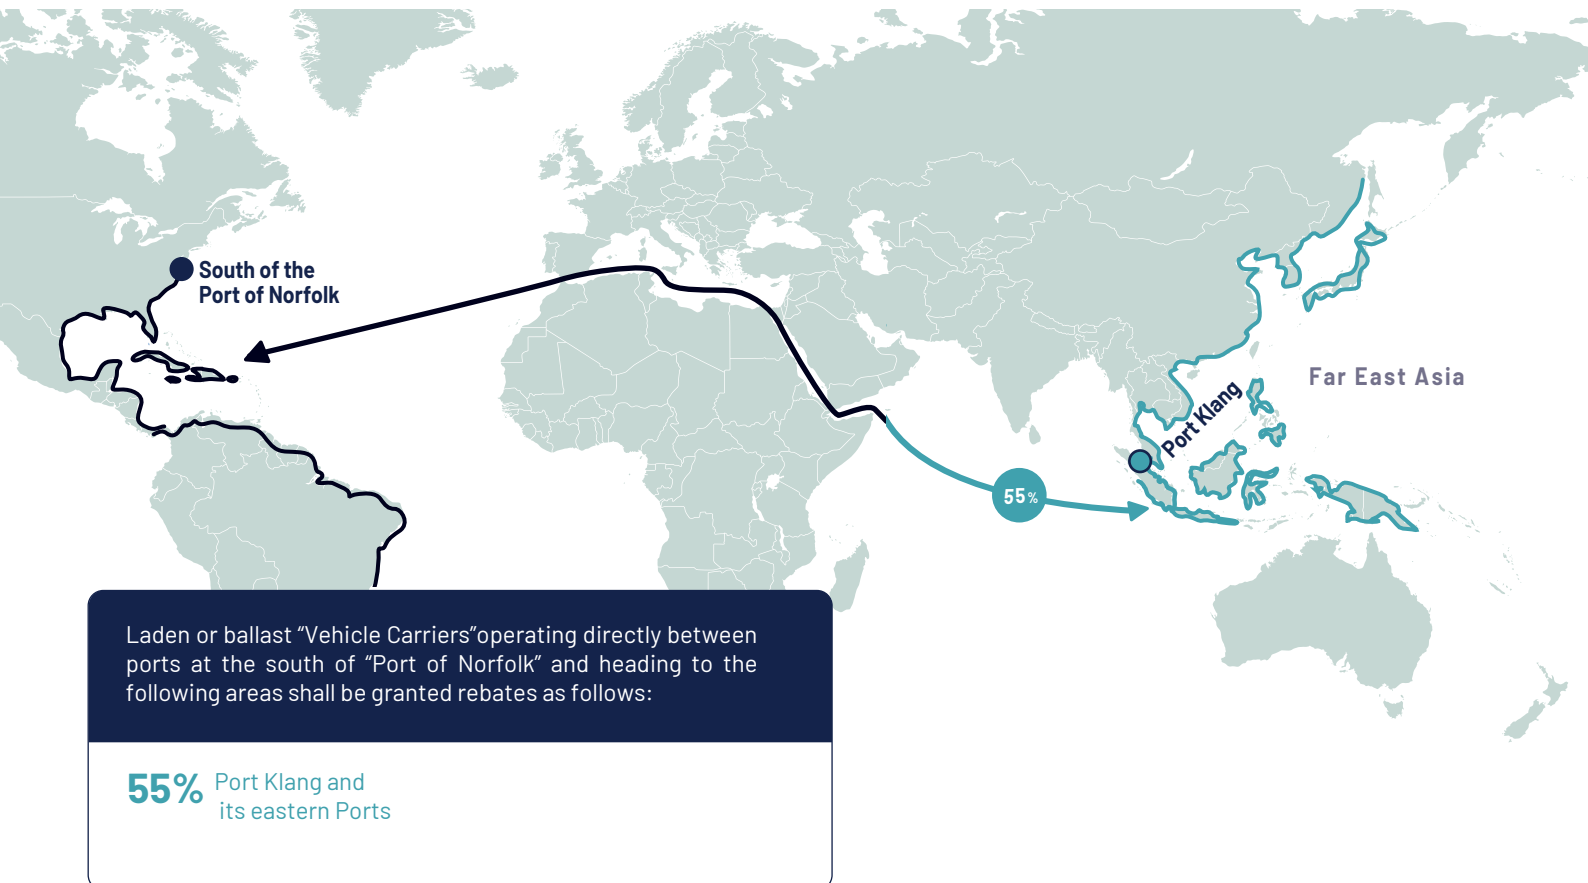 South of the
Port of Norfolk
Far East Asia
Port Klang
55%
Laden or ballast “Vehicle Carriers”operating directly between
ports at the south of “Port of Norfolk” and heading to the
following areas shall be granted rebates as follows:
55% Port Klang and
its eastern Ports